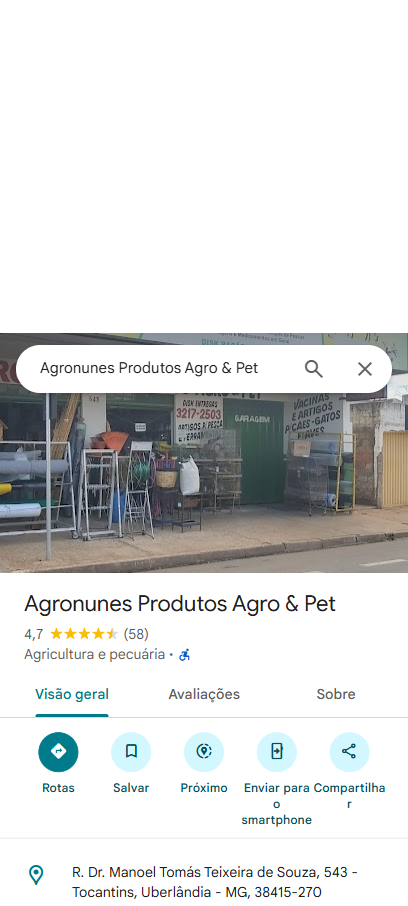 Agronunes Produtos Agro & Pet
DISK ENTREGAS
3217-2503
ARTIGOS P/ PESCA
GARAGEM
VACINAS
E ARTIGOS
P/CAES-GATOS
543
Agronunes Produtos Agro & Pet
4,7 (58)
Agricultura e pecuária ·
Visão geral
Avaliações
Sobre
Rotas
Salvar
Próximo
Enviar para
o
smartphone
Compartilha
r
R. Dr. Manoel Tomás Teixeira de Souza, 543 -
Tocantins, Uberlândia - MG, 38415-270